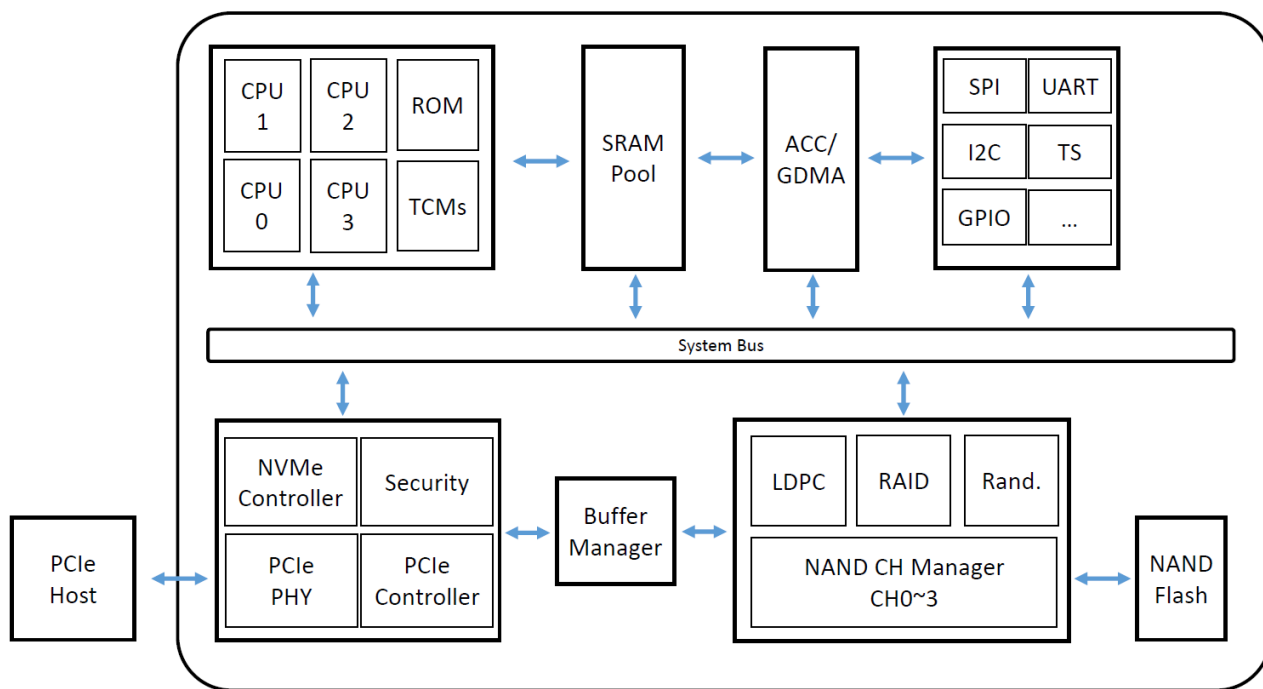 CPU
1
CPU
2
ROM
CPU
0
CPU
3
TCMs
SRAM
Pool
ACC/
GDMA
SPI
UART
I2C
TS
GPIO
...
System Bus
NVMe
Controller
Security
PCIe
PHY
PCIe
Controller
Buffer
Manager
LDPC
RAID
Rand.
NAND CH Manager
CH0~3
PCIe
Host
NAND
Flash